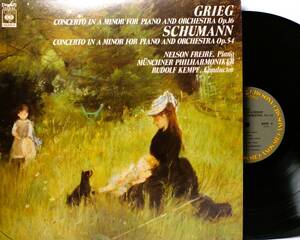 GRIEG
CONCERTO IN A MINOR FOR PIANO AND ORCHESTRA Op.16
SCHUMANN
CONCERTO IN A MINOR FOR PIANO AND ORCHESTRA Op.54
NELSON FREIRE, Piano
MÜNCHNER PHILHARMONIKER
RUDOLF KEMPE, Conductor